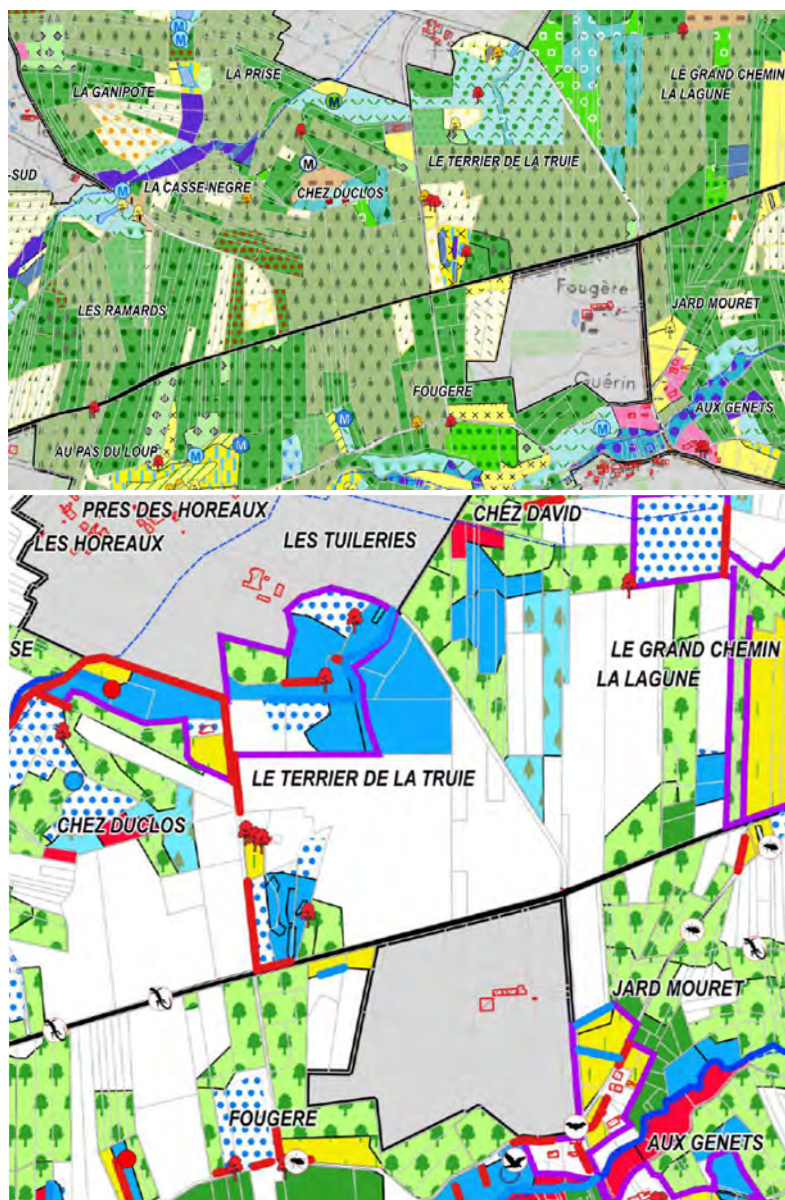 M
M
LA PRISE
LE GRAND CHEMIN
LA LAGUNE
LA GANIPOTE
M
LE TERRIER DE LA TRUIE
M
-SUD
LA CASSE-NEGRE
CHEZ DUCLOS
M
Fougère
LES RAMARDS
JARD MOURET
Guérin
FOUGERE
AUX GENETS
M
M
M
M
AU PAS DU LOUP
PRES DES HOREAUX
CHEZ DAVID
LES HOREAUX
LES TUILERIES
SE
LE GRAND CHEMIN
LA LAGUNE
LE TERRIER DE LA TRUIE
CHEZ DUCLOS
JARD MOURET
FOUGERE
AUX GENETS